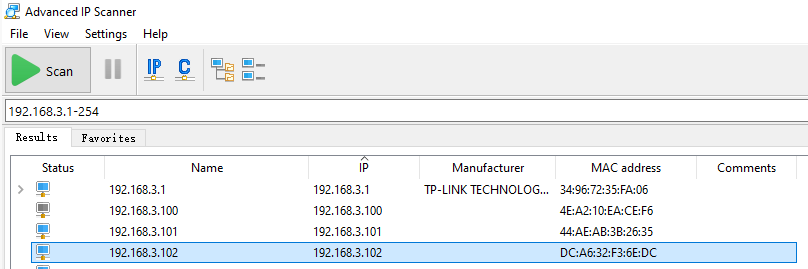 Advanced IP Scanner
File View Settings Help
Scan IP C
192.168.3.1-254
Results Favorites
Status Name IP Manufacturer MAC address Comments
192.168.3.1 192.168.3.1 TP-LINK TECHNOLOG... 34:96:72:35:FA:06
192.168.3.100 192.168.3.100 4E:A2:10:EA:CE:F6
192.168.3.101 192.168.3.101 44:AE:AB:3B:26:35
192.168.3.102 192.168.3.102 DC:A6:32:F3:6E:DC